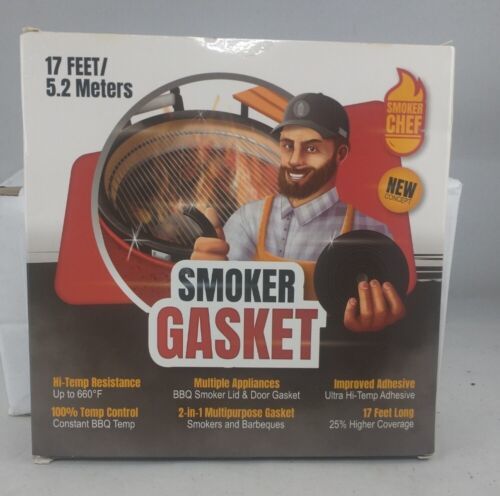 17 FEET/
5.2 Meters
SMOKER
CHEF
NEW
CONCEPT
SMOKER
GASKET
Hi-Temp Resistance
Up to 660°F
Multiple Appliances
BBQ Smoker Lid & Door Gasket
Improved Adhesive
Ultra Hi-Temp Adhesive
100% Temp Control
Constant BBQ Temp
2-in-1 Multipurpose Gasket
Smokers and Barbeques
17 Feet Long
25% Higher Coverage